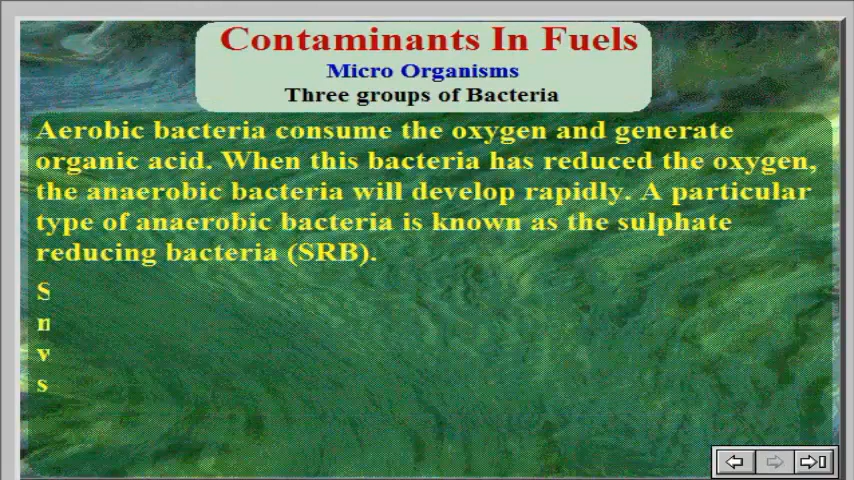 Contaminants In Fuels
Micro Organisms
Three groups of Bacteria
Aerobic bacteria consume the oxygen and generate
organic acid. When this bacteria has reduced the oxygen,
the anaerobic bacteria will develop rapidly. A particular
type of anaerobic bacteria is known as the sulphate
reducing bacteria (SRB).
S
n
v
s